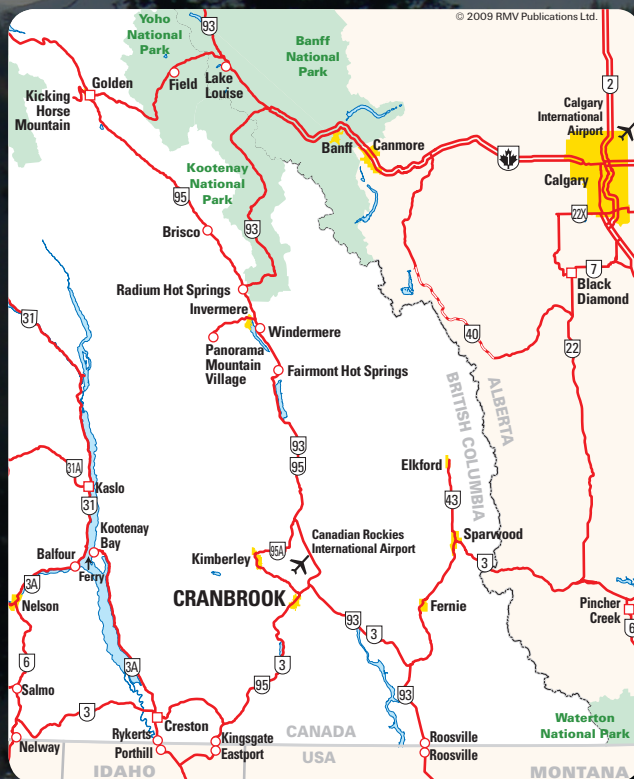 © 2009 RMV Publications Ltd.
Yoho
National
Park
93
Banff
National
Park
2
Golden
Field
Lake
Louise
Kicking
Horse
Mountain
Calgary
International
Airport
Banff
Canmore
Calgary
Kootenay
National
Park
95
93
22X
Brisco
7
Black
Diamond
Radium Hot Springs
Invermere
31
Windermere
40
22
Panorama
Mountain
Village
Fairmont Hot Springs
ALBERTA
BRITISH COLUMBIA
93
95
31A
Elkford
Kaslo
31
43
Kootenay
Bay
Canadian Rockies
International Airport
Sparwood
95A
Balfour
Kimberley
3
Ferry
3A
Nelson
CRANBROOK
Fernie
Pincher
Creek
93
3
6
6
3A
3
95
Salmo
93
3
Creston
Waterton
National Park
Rykerts
Kingsgate
CANADA
Roosville
Nelway
Porthill
Eastport
USA
Roosville
IDAHO
MONTANA